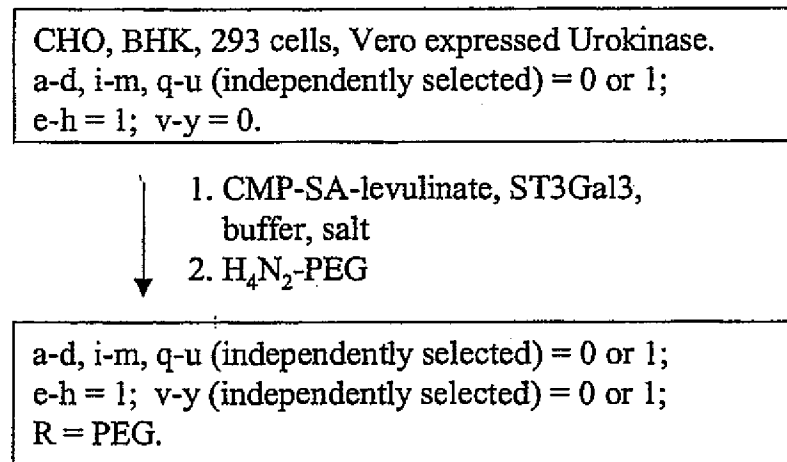 CHO, BHK, 293 cells, Vero expressed Urokinase.
a-d, i-m, q-u (independently selected) = 0 or 1;
e-h = 1; v-y = 0.
1. CMP-SA-levulinate, ST3Gal3,
buffer, salt
2. H₄N₂-PEG
a-d, i-m, q-u (independently selected) = 0 or 1;
e-h = 1; v-y (independently selected) = 0 or 1;
R = PEG.